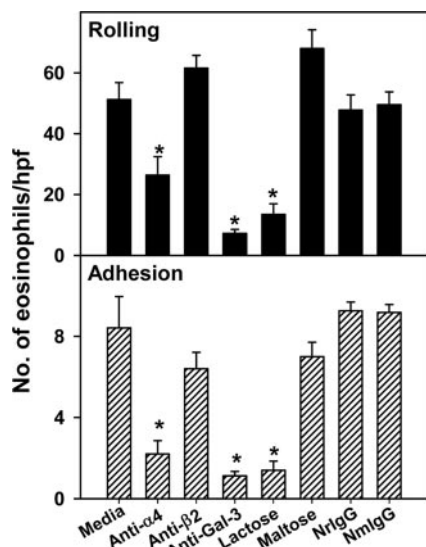 Rolling
No. of eosinophils/hpf
60
40
20
0
*
*
*
Adhesion
8
4
0
*
*
*
Media
Anti-α4
Anti-β2
Anti-Gal-3
Lactose
Maltose
NrIgG
NmIgG